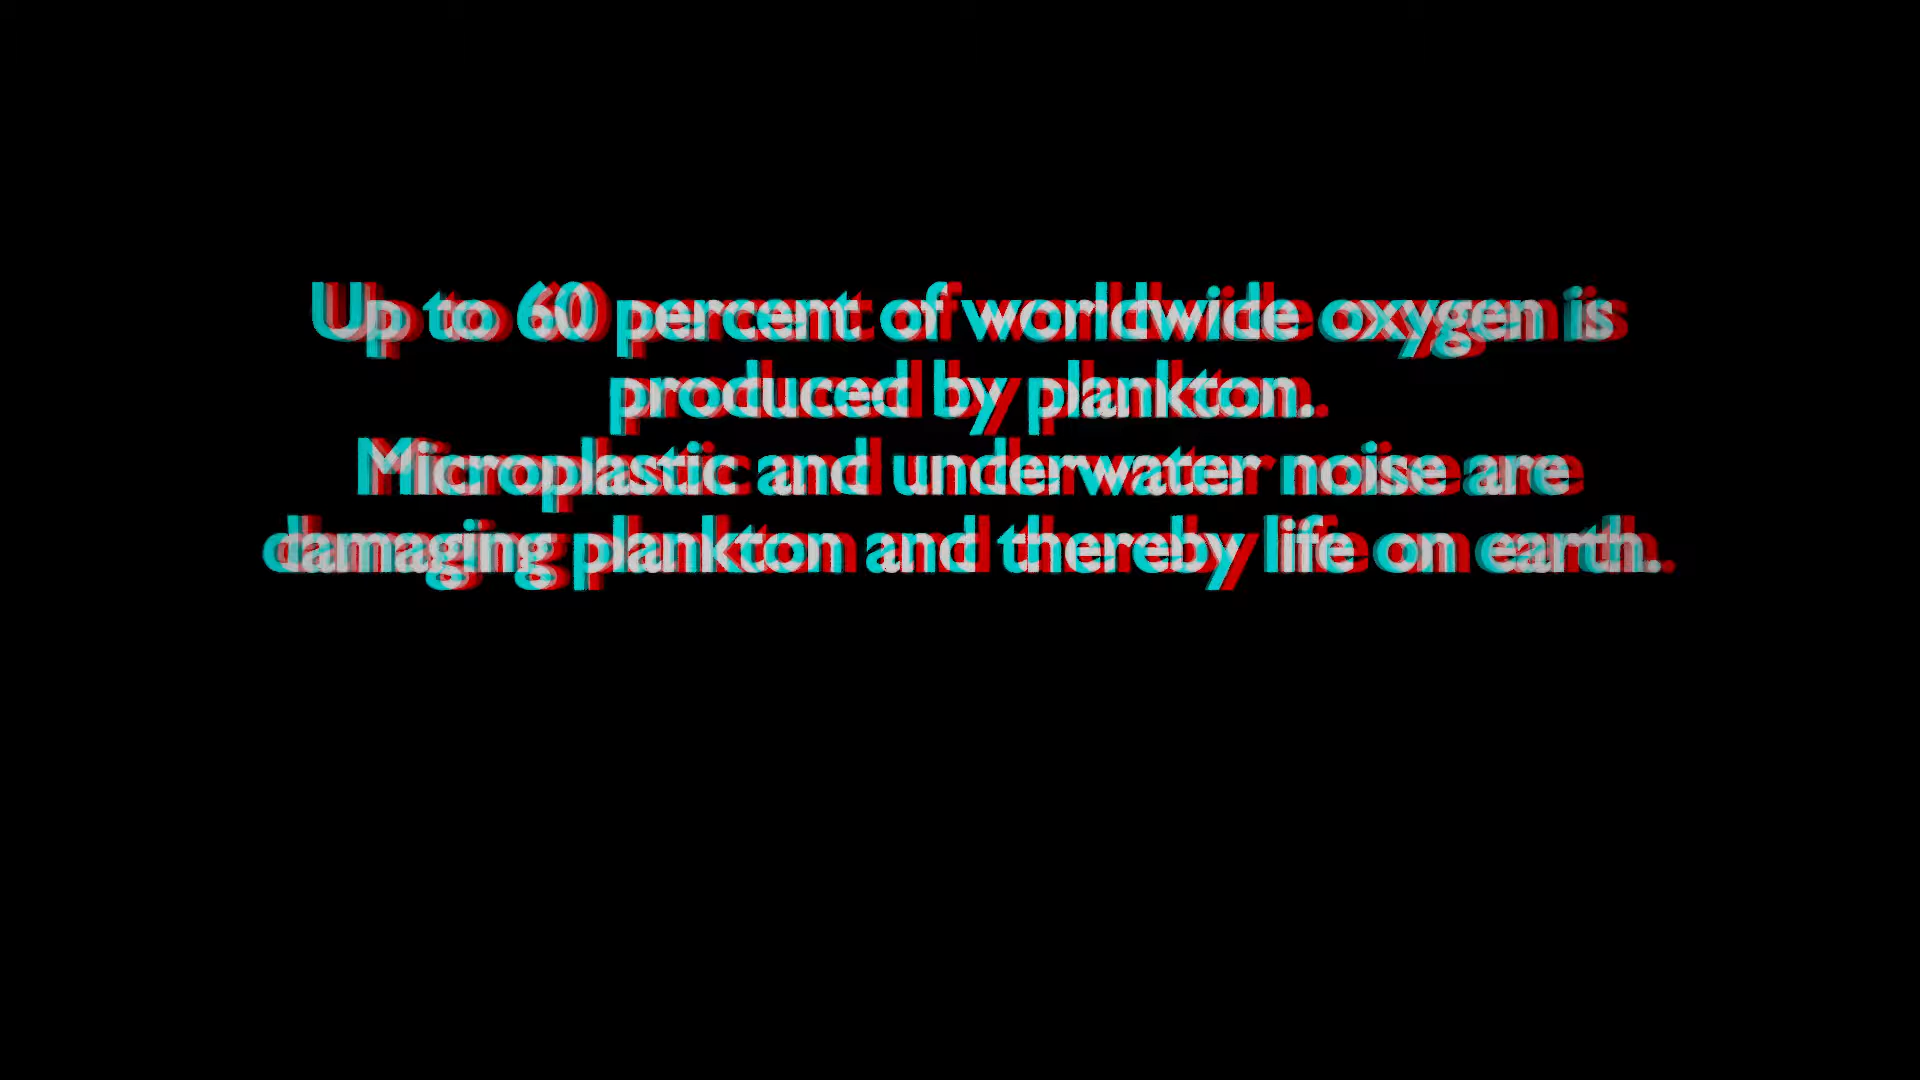 Up to 60 percent of worldwide oxygen is
produced by plankton.
Microplastic and underwater noise are
damaging plankton and thereby life on earth.